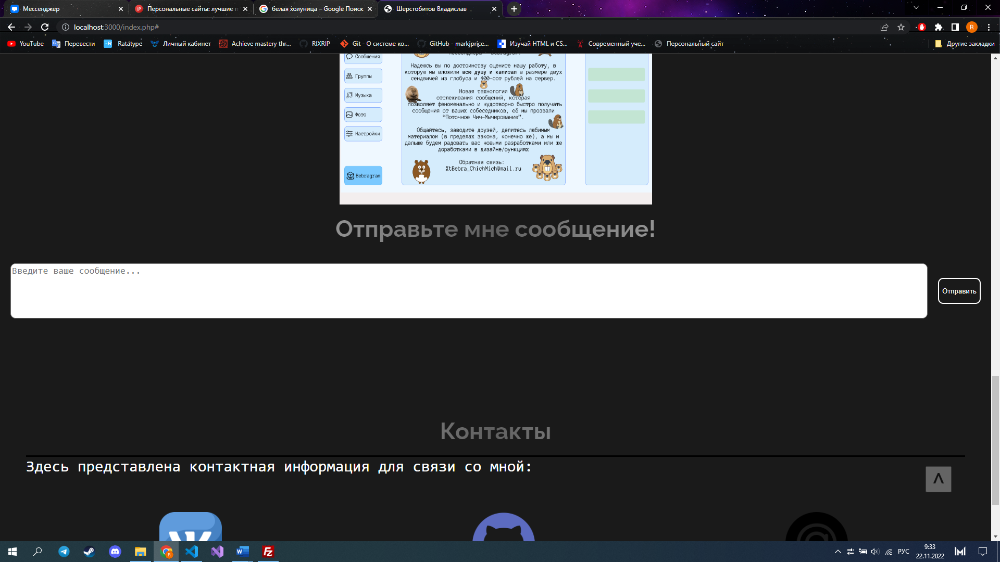 Мессенджер
Персональные сайты: лучшие п
белая холуница – Google Поиск
Шерстобитов Владислав
localhost:3000/index.php#
R
YouTube
Перевести
Ratatype
Личный кабинет
Achieve mastery thr...
RIXRIP
Git - О системе ко...
GitHub - markjprice...
Изучай HTML и CS...
Современный уче...
Персональный сайт
Другие закладки
Сообщения
Группы
Музыка
Фото
Настройки
Bebragram
Надеюсь вы по достоинству оцените нашу работу, в
которую мы вложили всю душу и капитал в размере двух
сендвичей из глобуса и 400-сот рублей на сервер.
Новая технология
отслеживания сообщений, которая
позволяет феноменально и чудотворно быстро получать
сообщения от ваших собеседников, её мы прозвали
“Поточное Чич-Мычирование”.
Общайтесь, заводите друзей, делитесь любимым
материалом (в пределах закона, конечно же), а мы и
дальше будем радовать вас новыми разработками или же
доработками в дизайне/функциях
Обратная связь:
XtBebra_ChichMich@mail.ru
Отправьте мне сообщение!
Введите ваше сообщение...
Отправить
Контакты
Здесь представлена контактная информация для связи со мной:
^
РУС
9:33
22.11.2022